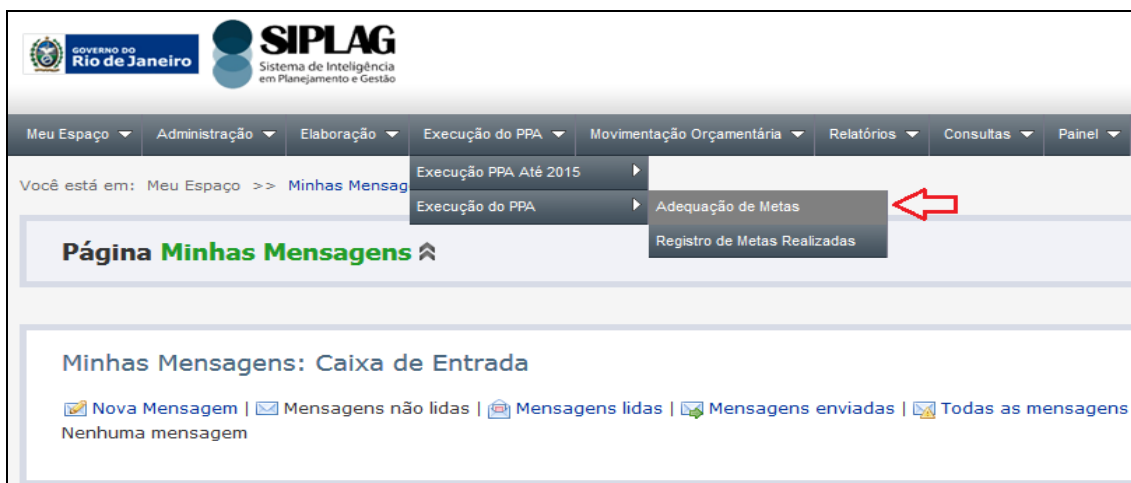 GOVERNO DO
Rio de Janeiro
SIPLAG
Sistema de Inteligência
em Planejamento e Gestão
Meu Espaço Administração Elaboração Execução do PPA Movimentação Orçamentária Relatórios Consultas Painel
Execução PPA Até 2015
Você está em: Meu Espaço >> Minhas Mensag
Execução do PPA Adequação de Metas
Registro de Metas Realizadas
Página Minhas Mensagens
Minhas Mensagens: Caixa de Entrada
Nova Mensagem | Mensagens não lidas | Mensagens lidas | Mensagens enviadas | Todas as mensagens
Nenhuma mensagem